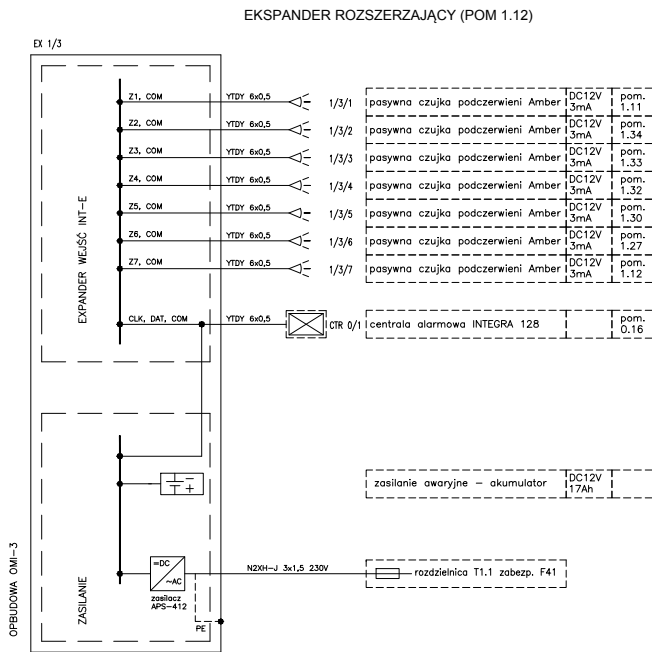 EKSPANDER ROZSZERZAJĄCY (POM 1.12)
EX 1/3
Z1, COM YTDY 6x0,5 1/3/1 pasywna czujka podczerwieni Amber DC12V 3mA pom. 1.11
Z2, COM YTDY 6x0,5 1/3/2 pasywna czujka podczerwieni Amber DC12V 3mA pom. 1.34
Z3, COM YTDY 6x0,5 1/3/3 pasywna czujka podczerwieni Amber DC12V 3mA pom. 1.33
Z4, COM YTDY 6x0,5 1/3/4 pasywna czujka podczerwieni Amber DC12V 3mA pom. 1.32
Z5, COM YTDY 6x0,5 1/3/5 pasywna czujka podczerwieni Amber DC12V 3mA pom. 1.30
Z6, COM YTDY 6x0,5 1/3/6 pasywna czujka podczerwieni Amber DC12V 3mA pom. 1.27
Z7, COM YTDY 6x0,5 1/3/7 pasywna czujka podczerwieni Amber DC12V 3mA pom. 1.12
EXPANDER WEJŚĆ INT-E
CLK, DAT, COM YTDY 6x0,5 CTR 0/1 centrala alarmowa INTEGRA 128 pom. 0.16
zasilanie awaryjne – akumulator DC12V 17Ah
OPBUDOWA OMI-3
ZASILANIE
=DC
~AC
zasilacz
APS-412
PE
N2XH-J 3x1,5 230V
rozdzielnica T1.1 zabezp. F41